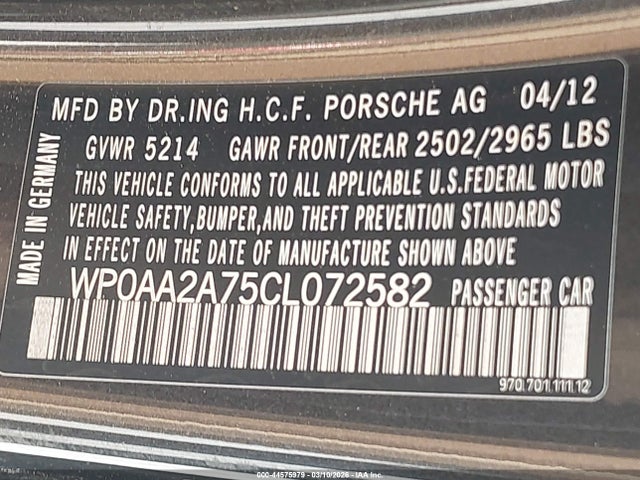 MFD BY DR.ING H.C.F. PORSCHE AG 04/12
GVWR 5214 GAWR FRONT/REAR 2502/2965 LBS
THIS VEHICLE CONFORMS TO ALL APPLICABLE U.S.FEDERAL MOTOR
VEHICLE SAFETY,BUMPER,AND THEFT PREVENTION STANDARDS
IN EFFECT ON THE DATE OF MANUFACTURE SHOWN ABOVE
WP0AA2A75CL072582 PASSENGER CAR
MADE IN GERMANY
970.701.111.12
000-44575979 - 03/10/2026 - IAA Inc.